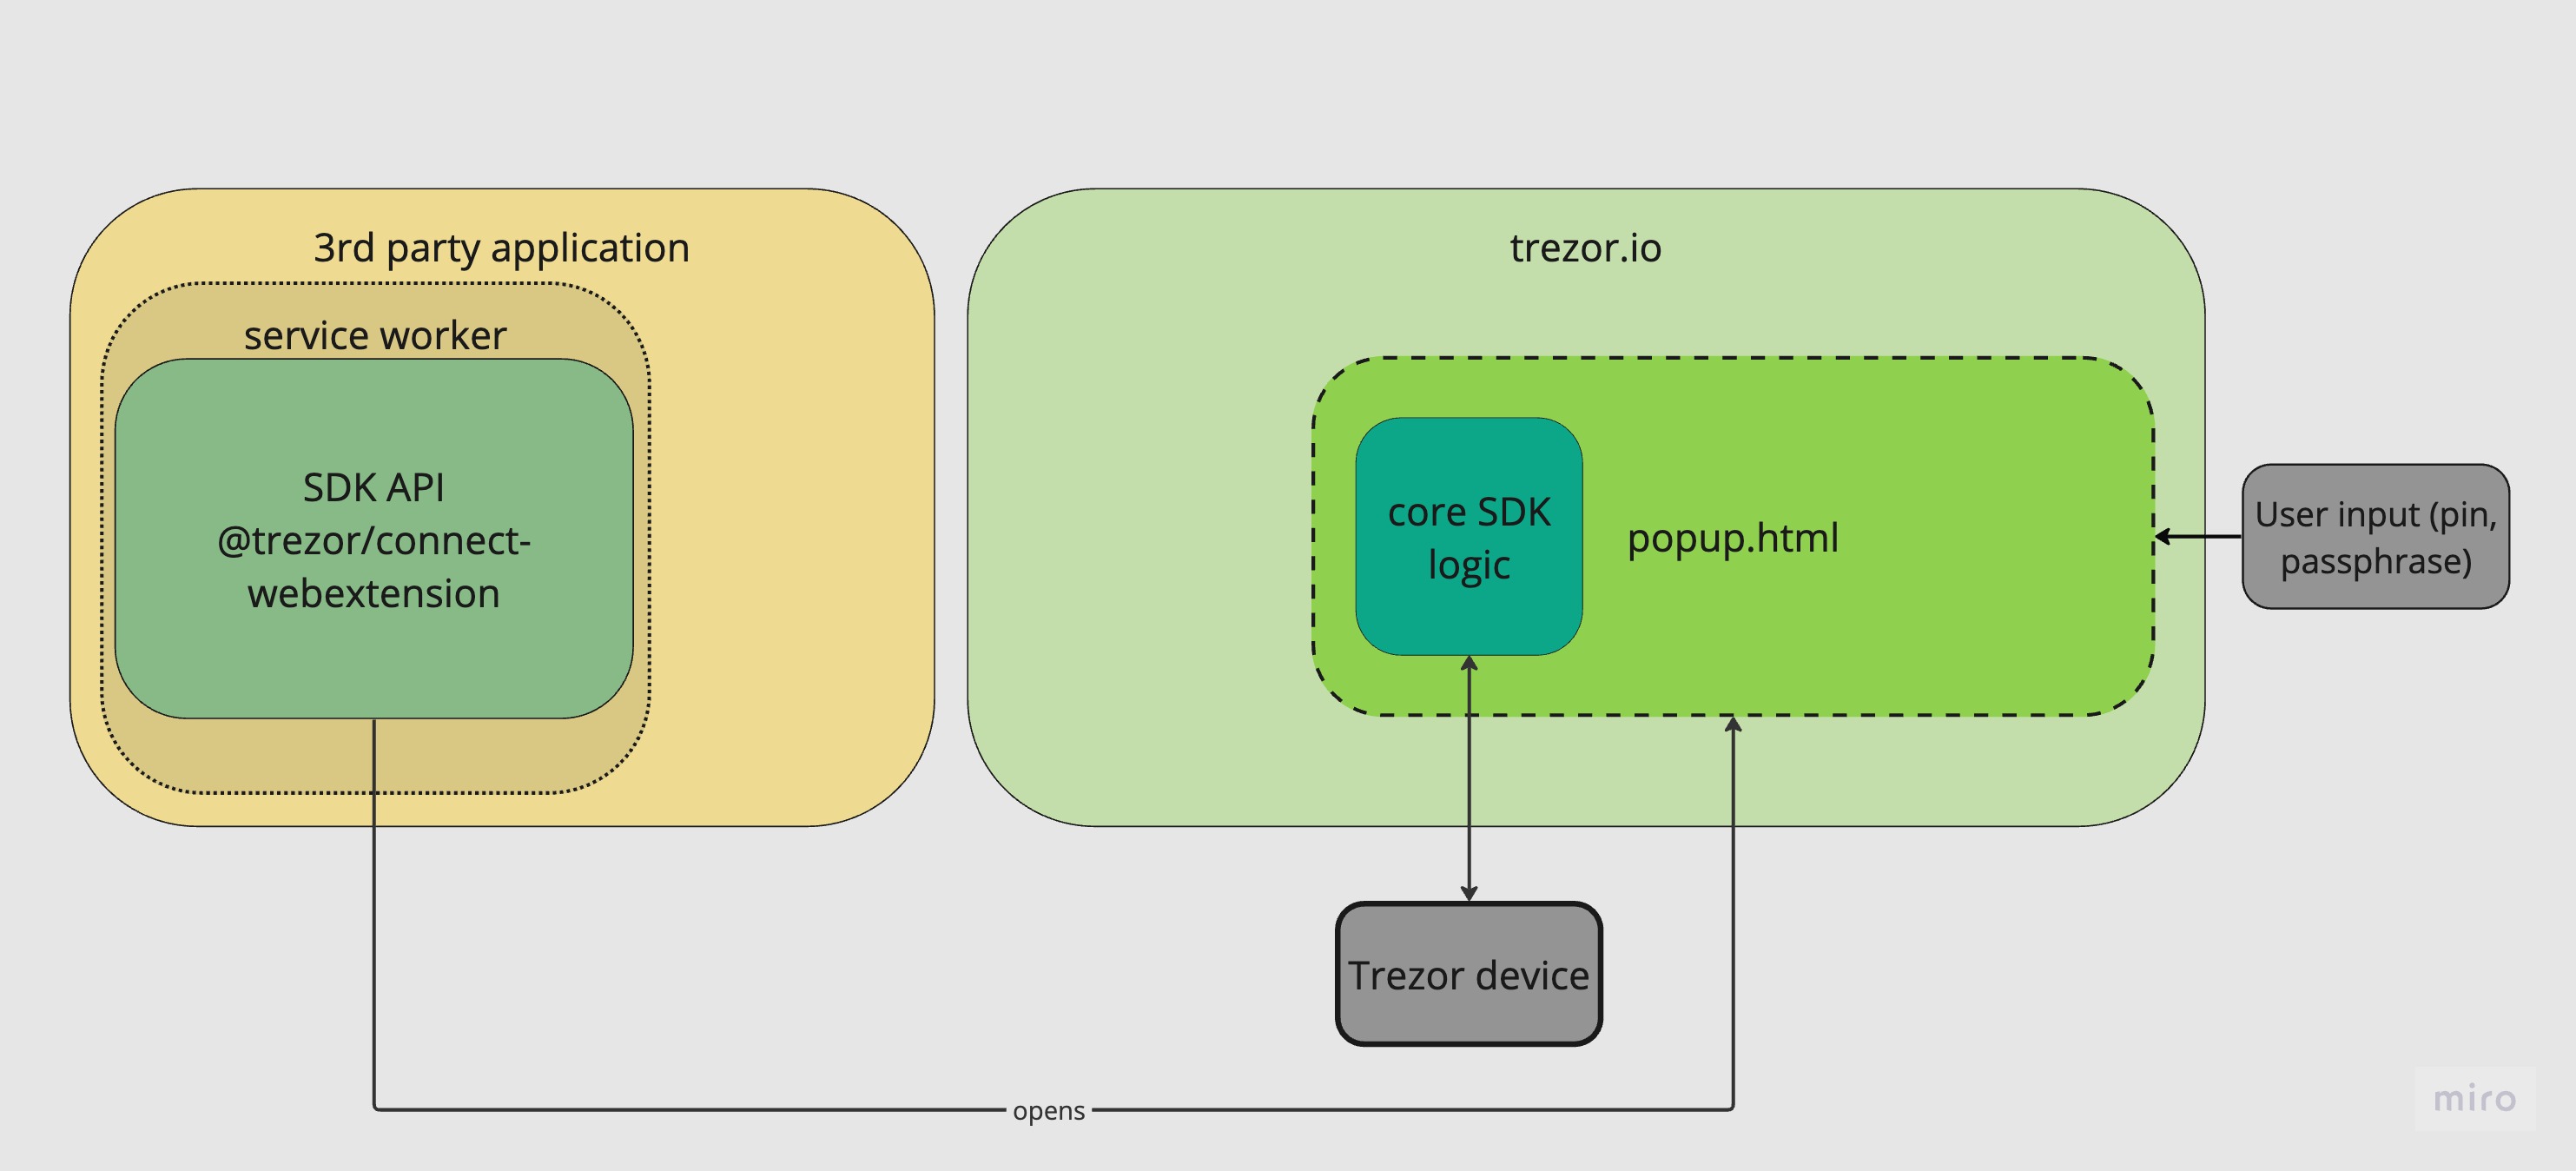 3rd party application
service worker
SDK API
@trezor/connect-
webextension
trezor.io
core SDK
logic
popup.html
User input (pin,
passphrase)
Trezor device
opens
miro